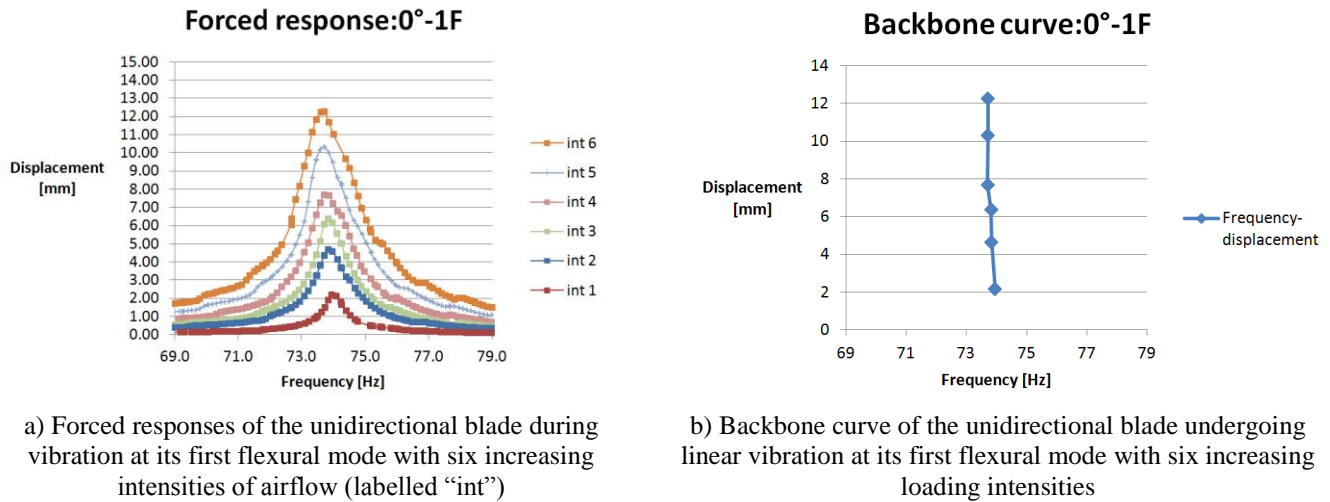 Forced response:0°-1F
15.00
14.00
13.00
12.00
11.00
10.00
9.00
8.00
7.00
6.00
5.00
4.00
3.00
2.00
1.00
0.00
Displacement
[mm]
69.0 71.0 73.0 75.0 77.0 79.0
Frequency [Hz]
int 6
int 5
int 4
int 3
int 2
int 1
a) Forced responses of the unidirectional blade during
vibration at its first flexural mode with six increasing
intensities of airflow (labelled “int”)
Backbone curve:0°-1F
14
12
10
8
6
4
2
0
Displacement
[mm]
69 71 73 75 77 79
Frequency [Hz]
Frequency-
displacement
b) Backbone curve of the unidirectional blade undergoing
linear vibration at its first flexural mode with six increasing
loading intensities